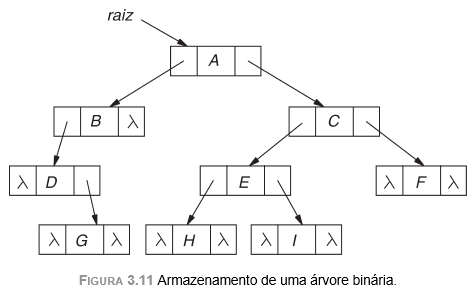 raiz
A
B λ
C
λ D
E
λ F λ
λ G λ
λ H λ
λ I λ
FIGURA 3.11 Armazenamento de uma árvore binária.